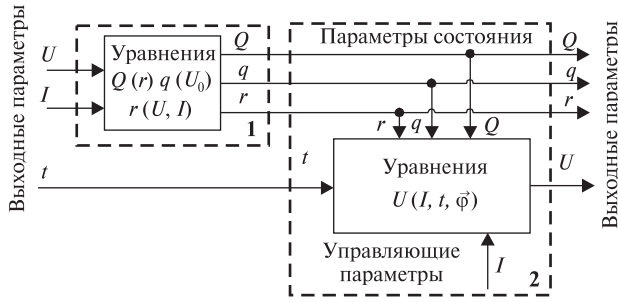 Выходные параметры
U
I
t
Уравнения
Q (r) q (U₀)
r (U, I)
1
Q
q
r
Параметры состояния
Q
q
r
r
q
Q
t
Уравнения
U (I, t, φ⃗)
U
Управляющие
параметры
I
2
Выходные параметры